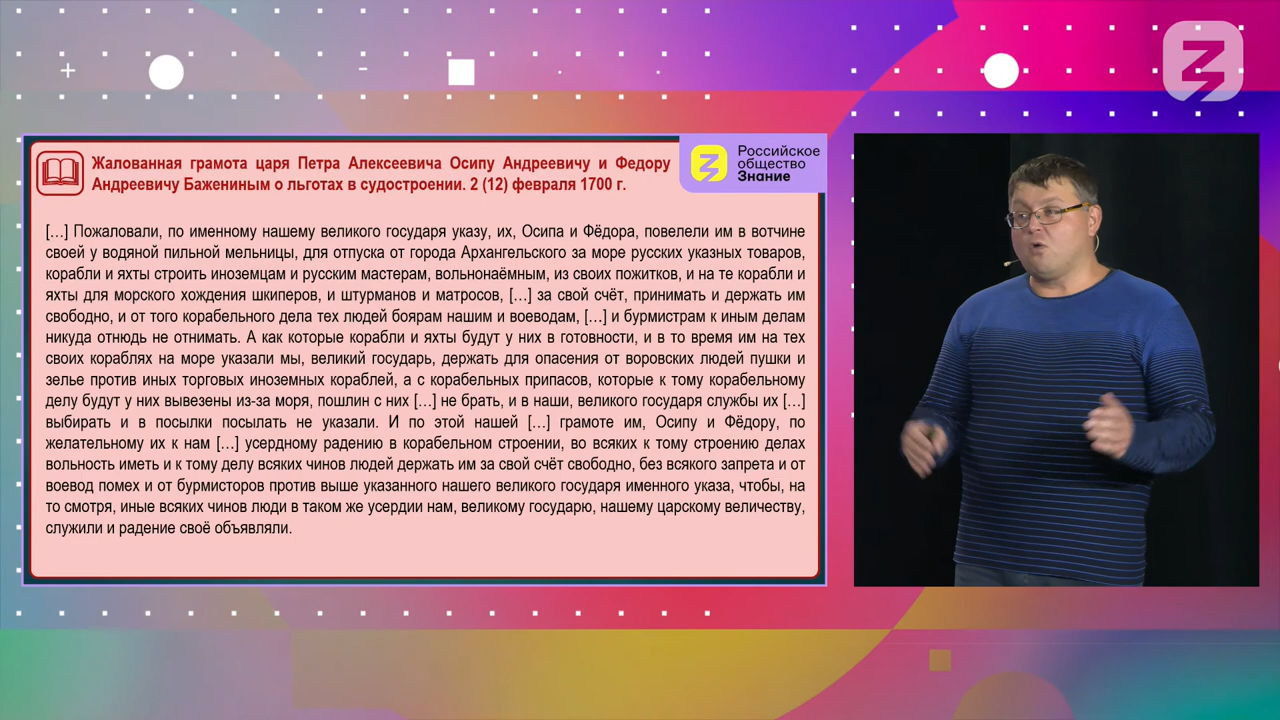 Жалованная грамота царя Петра Алексеевича Осипу Андреевичу и Федору
Андреевичу Бажениным о льготах в судостроении. 2 (12) февраля 1700 г.
Российское
общество
Знание
[…] Пожаловали, по именному нашему великого государя указу, их, Осипа и Фёдора, повелели им в вотчине
своей у водяной пильной мельницы, для отпуска от города Архангельского за море русских указных товаров,
корабли и яхты строить иноземцам и русским мастерам, вольнонаёмным, из своих пожитков, и на те корабли и
яхты для морского хождения шкиперов, и штурманов и матросов, […] за свой счёт, принимать и держать им
свободно, и от того корабельного дела тех людей боярам нашим и воеводам, […] и бурмистрам к иным делам
никуда отнюдь не отнимать. А как которые корабли и яхты будут у них в готовности, и в то время им на тех
своих кораблях на море указали мы, великий государь, держать для опасения от воровских людей пушки и
зелье против иных торговых иноземных кораблей, а с корабельных припасов, которые к тому корабельному
делу будут у них вывезены из-за моря, пошлин с них […] не брать, и в наши, великого государя службы их […]
выбирать и в посылки посылать не указали. И по этой нашей […] грамоте им, Осипу и Фёдору, по
желательному их к нам […] усердному радению в корабельном строении, во всяких к тому строению делах
вольность иметь и к тому делу всяких чинов людей держать им за свой счёт свободно, без всякого запрета и от
воевод помех и от бурмисторов против выше указанного нашего великого государя именного указа, чтобы, на
то смотря, иные всяких чинов люди в таком же усердии нам, великому государю, нашему царскому величеству,
служили и радение своё объявляли.